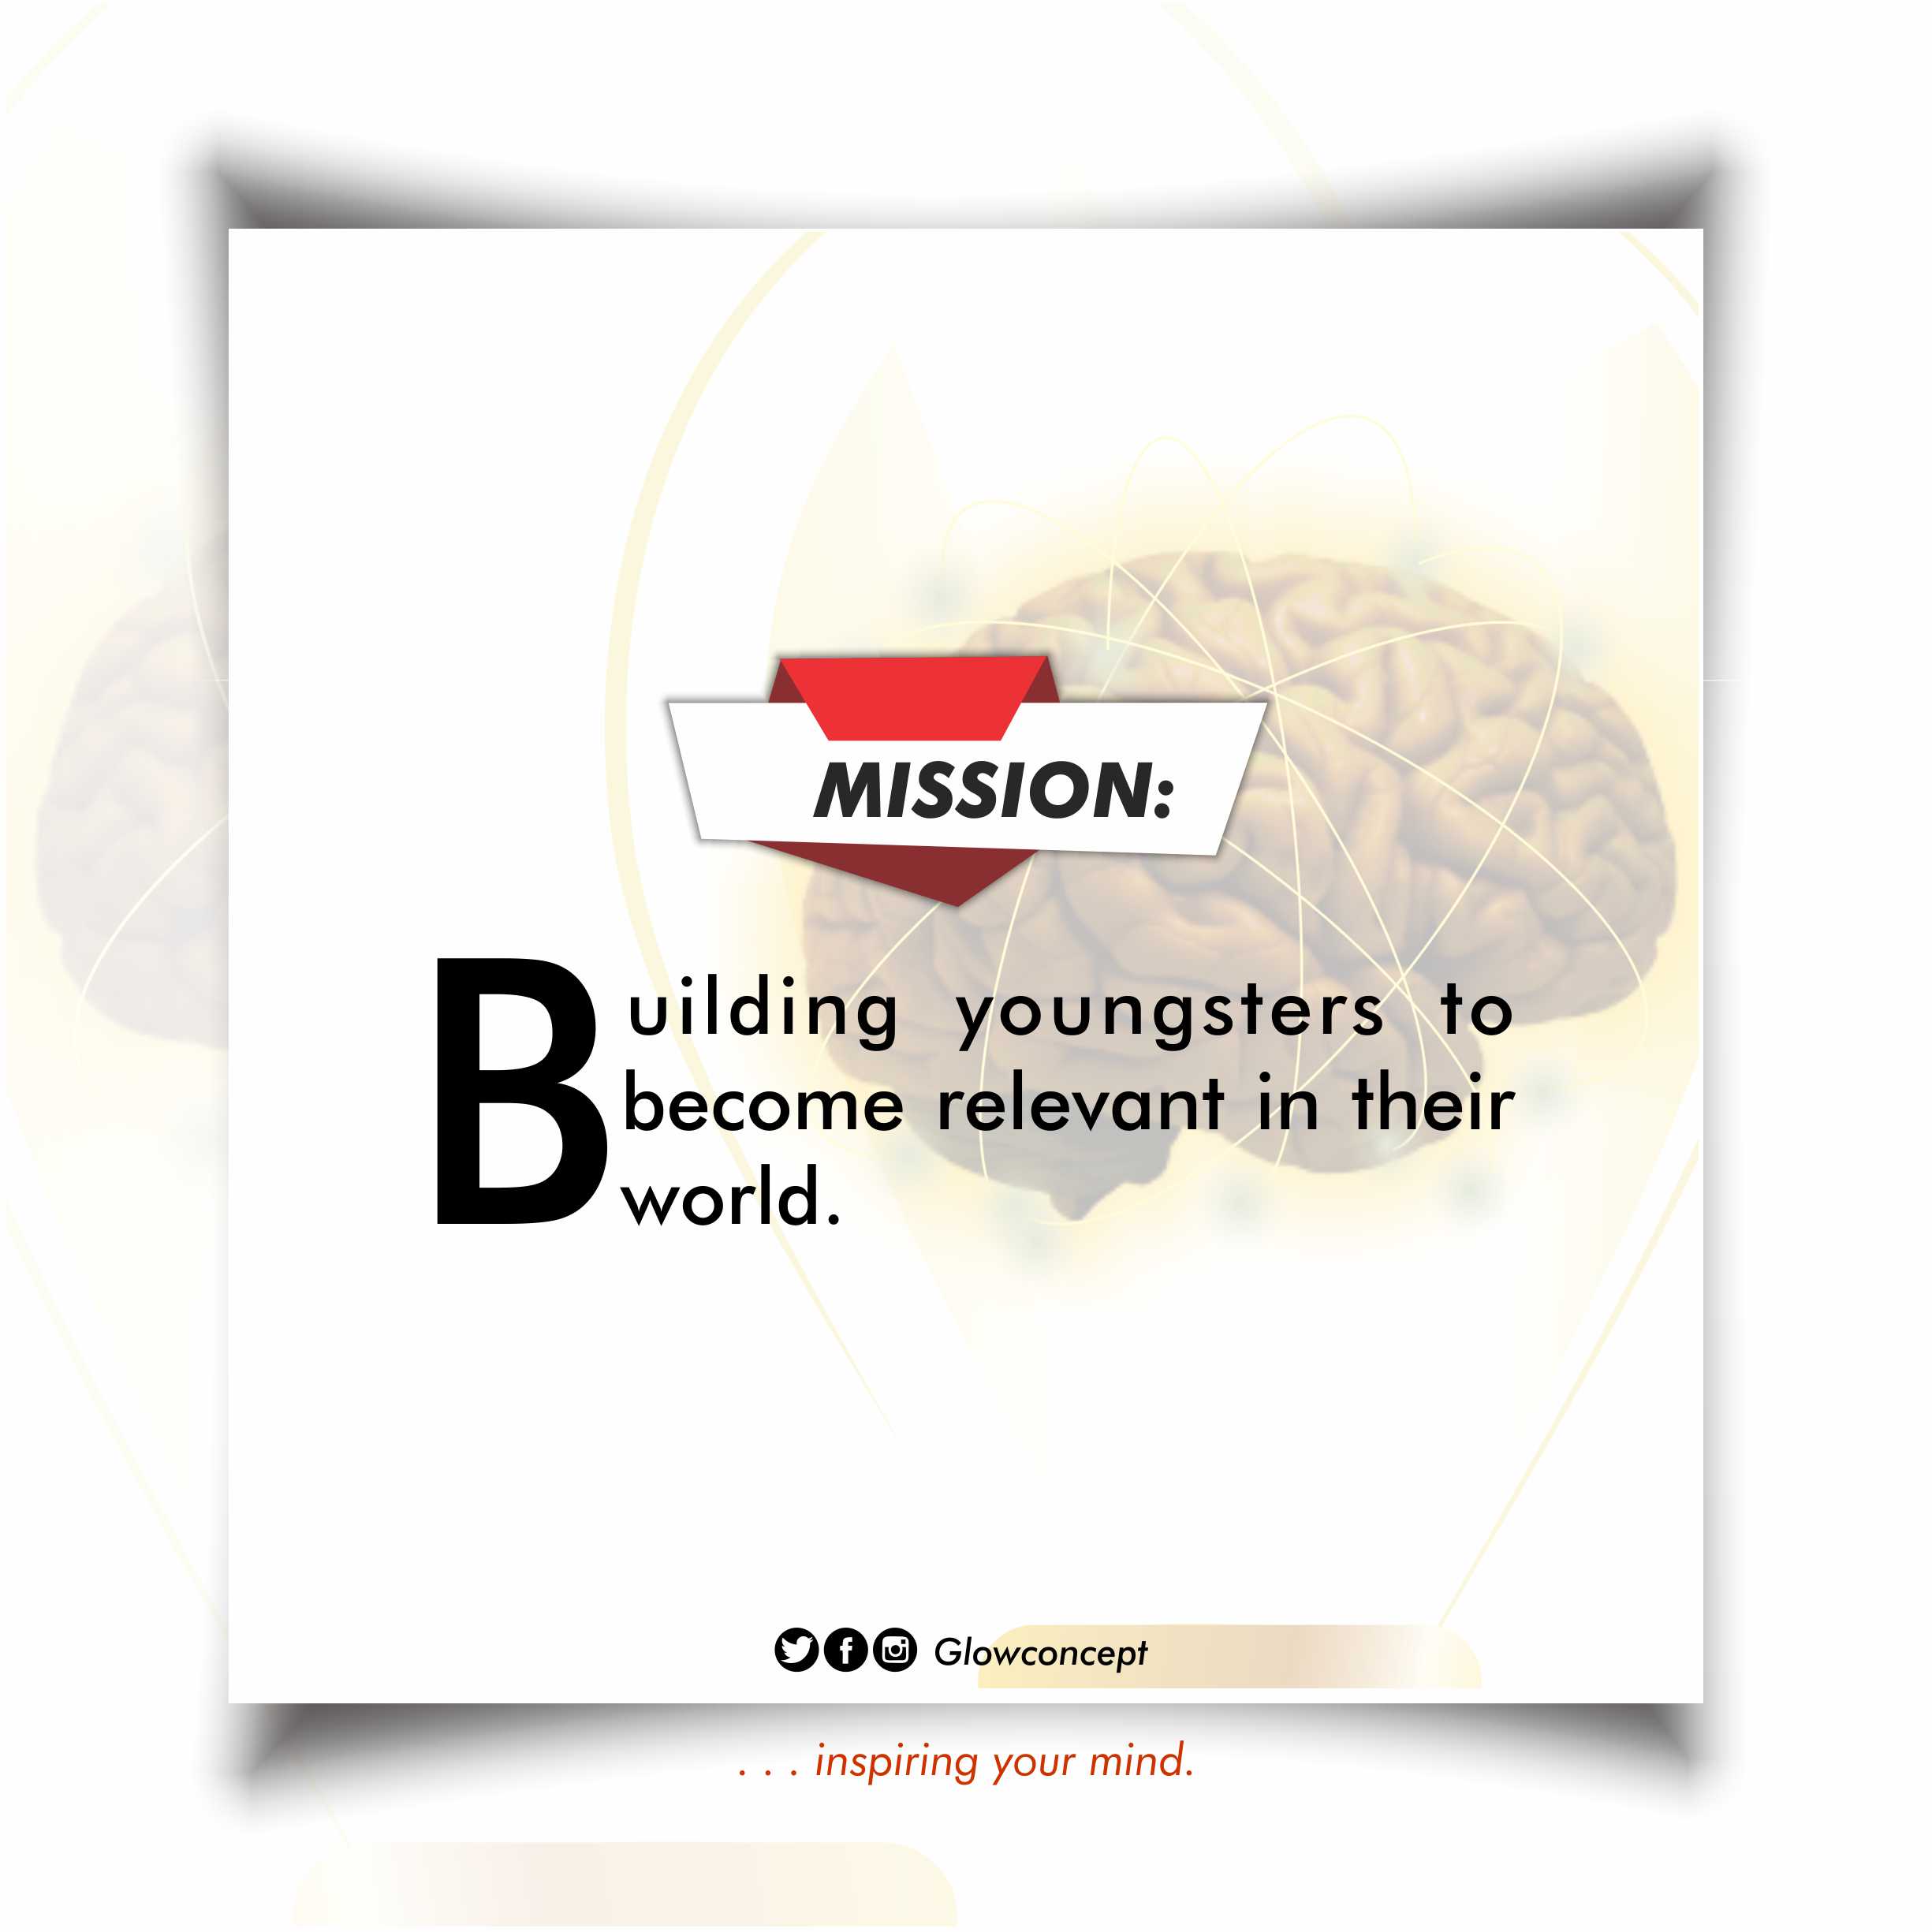 MISSION:
Building youngsters to
become relevant in their
world.
Glowconcept
. . . inspiring your mind.